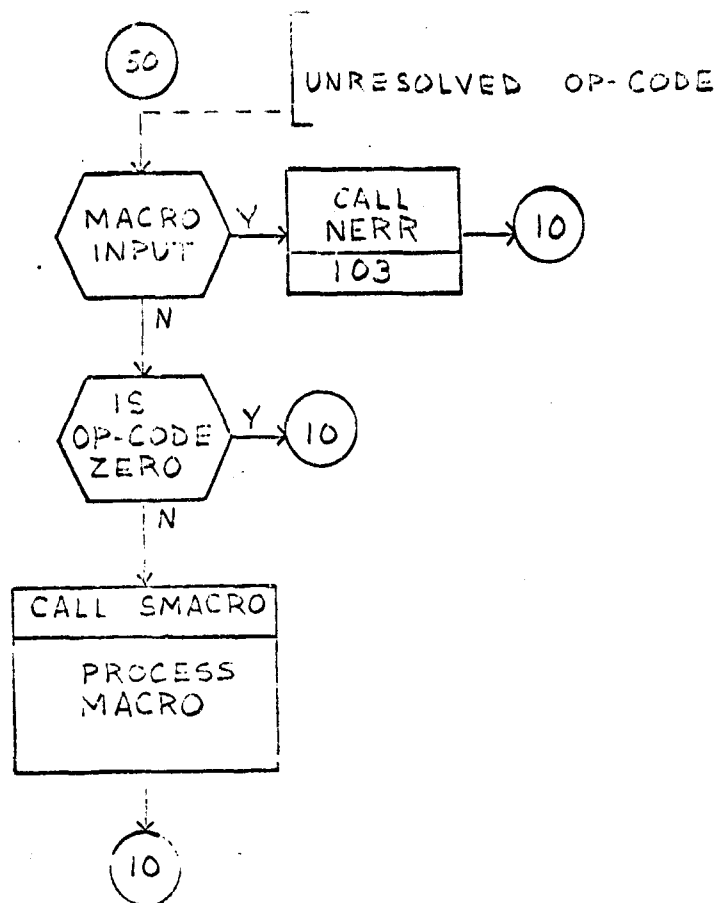 50
UNRESOLVED OP-CODE
MACRO
INPUT
Y
CALL
NERR
103
10
N
IS
OP-CODE
ZERO
Y
10
N
CALL SMACRO
PROCESS
MACRO
10